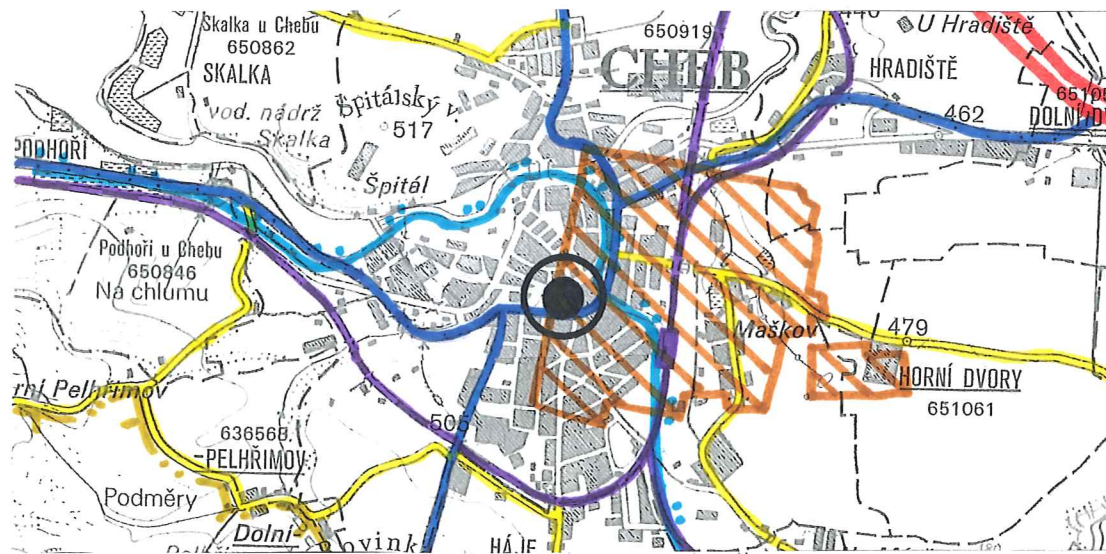 Skalka u Chebu
650862
SKALKA
vod. nádrž
Skalka
Špitálský v.
517
Špitál
PODHOŘÍ
Podhoří u Chebu
650846
Na chlumu
650919
CHEB
U Hradiště
HRADIŠTĚ
462
DOLNÍ D
Maškov
479
HORNÍ DVORY
651061
Pelhřimov
636568
PELHŘIMOV
Podměry
Dolní
505
HÁJE